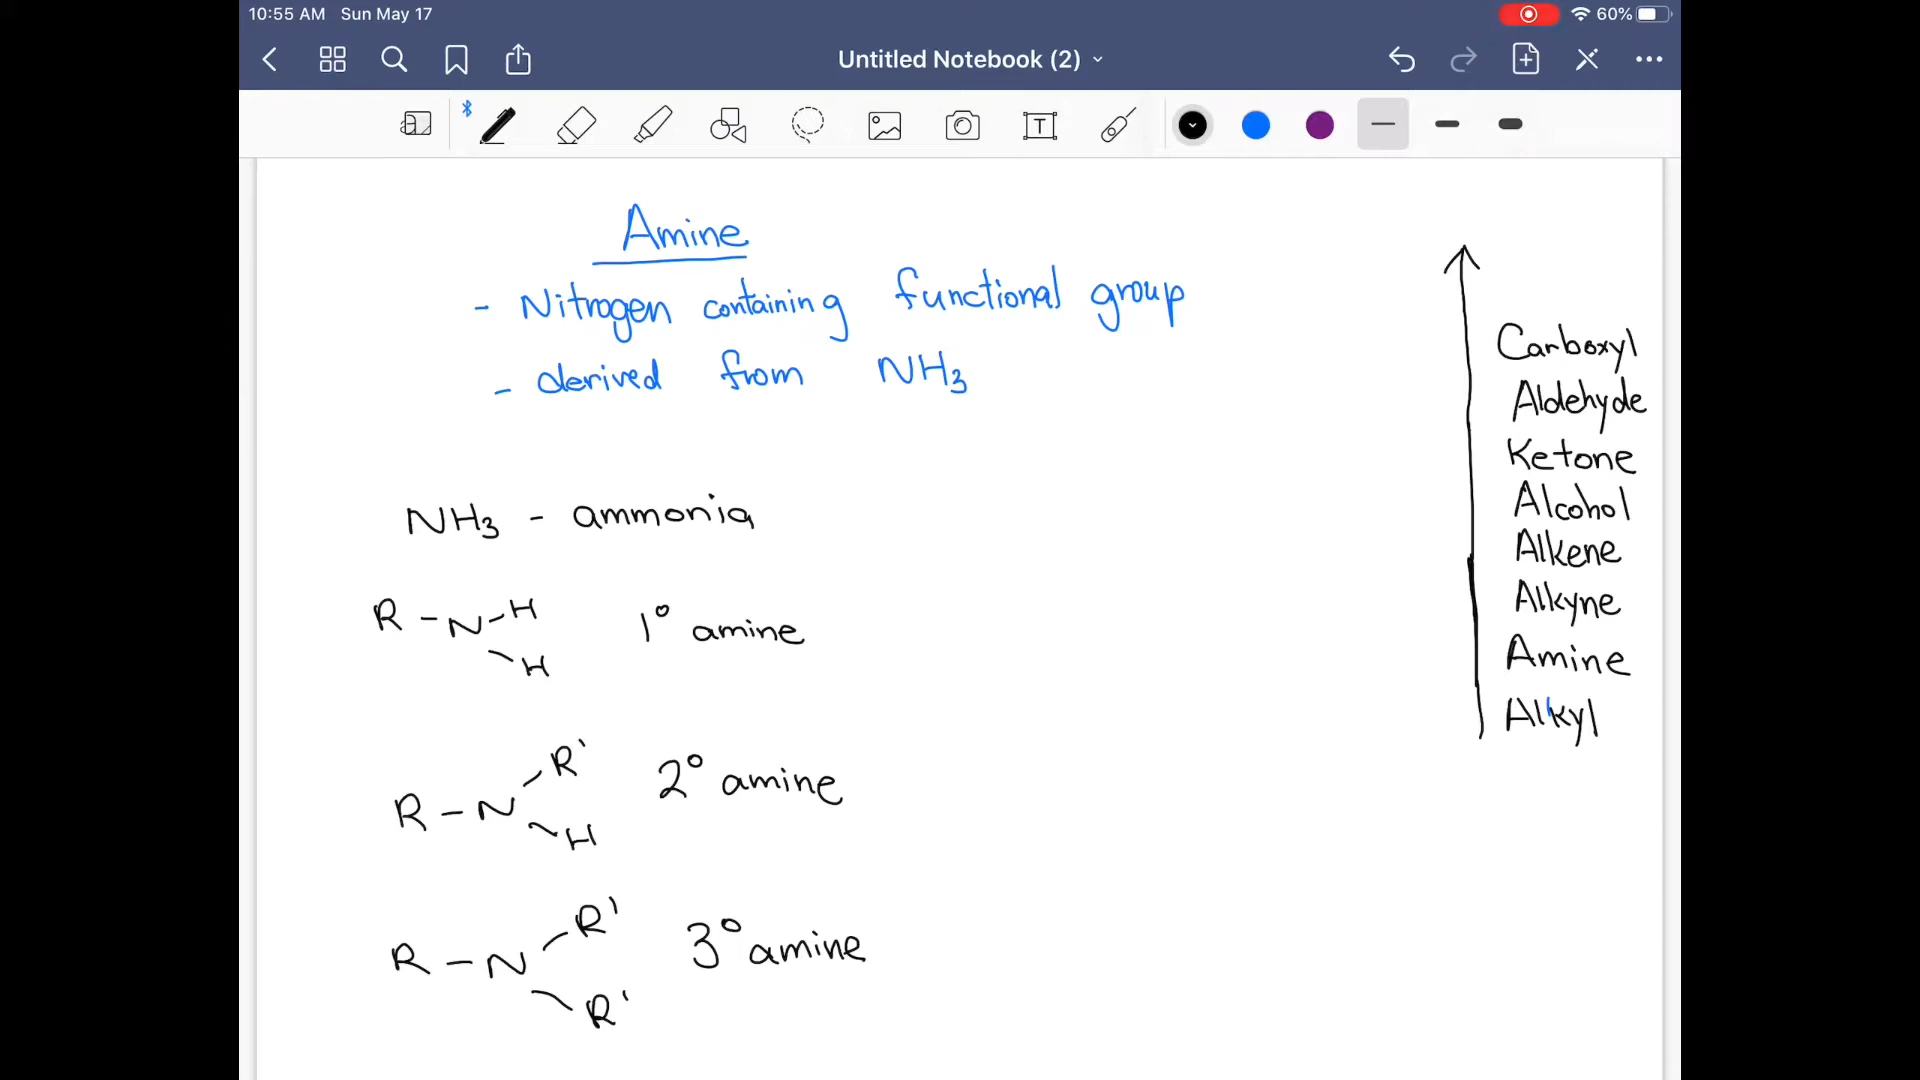 10:55 AM Sun May 17
60%
Untitled Notebook (2)
a
T
Amine
- Nitrogen containing functional group
- derived from NH3
NH3 - ammonia
R - N - H
H
1° amine
R'
R - N
H
2° amine
R'
R - N
R'
3° amine
Carboxyl
Aldehyde
Ketone
Alcohol
Alkene
Alkyne
Amine
Alkyl